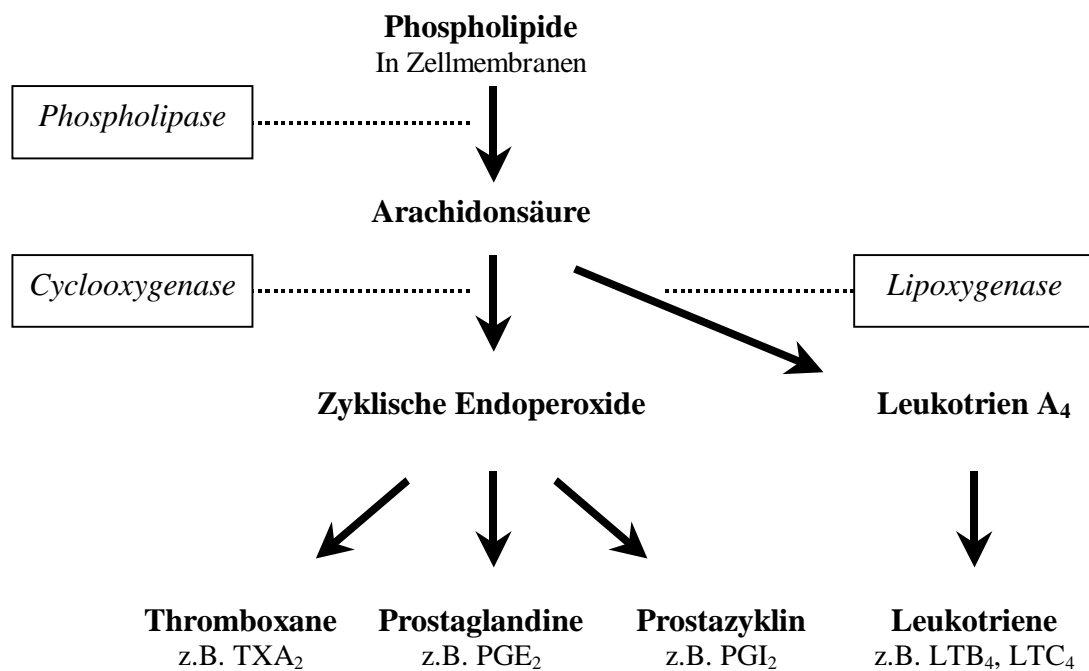 Phospholipide
In Zellmembranen
Phospholipase
Arachidonsäure
Cyclooxygenase
Lipoxygenase
Zyklische Endoperoxide
Leukotrien A₄
Thromboxane
z.B. TXA₂
Prostaglandine
z.B. PGE₂
Prostazyklin
z.B. PGI₂
Leukotriene
z.B. LTB₄, LTC₄